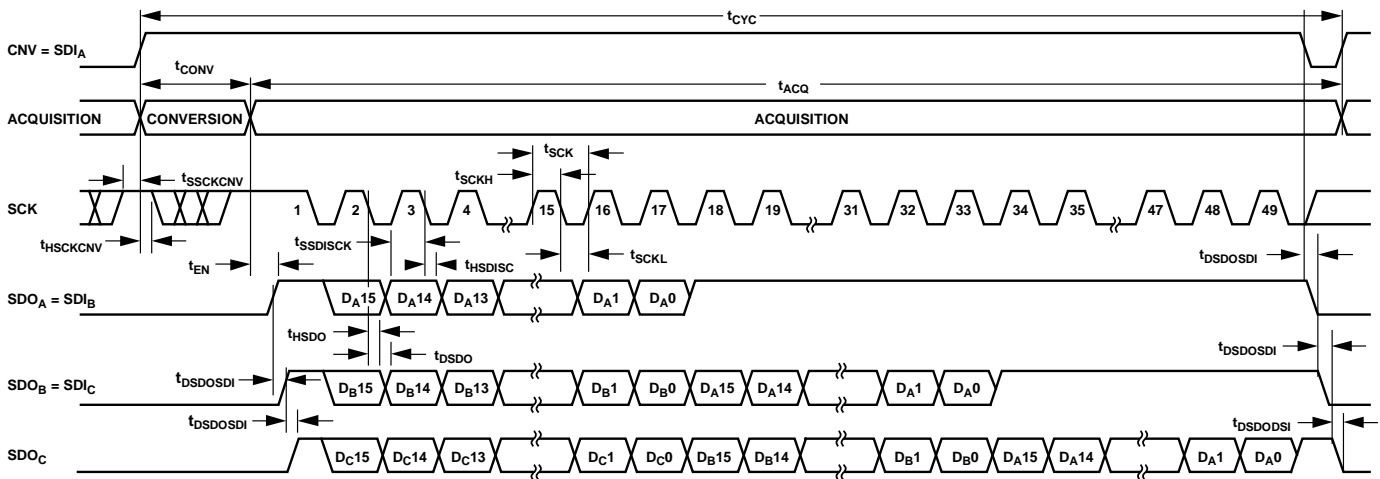 tCYC
CNV = SDIA
tCONV
tACQ
ACQUISITION CONVERSION ACQUISITION
tSCK
tSSCKCNV
tSCKH
SCK 1 2 3 4 15 16 17 18 19 31 32 33 34 35 47 48 49
tHSCKCNV
tSSDISCK
tEN
tHSDISC
tSCKL
tDSDOSDI
SDOA = SDIB DA15 DA14 DA13 DA1 DA0
tHSDO
tDSDO
tDSDOSDI
tDSDOSDI
SDOB = SDIC DB15 DB14 DB13 DB1 DB0 DA15 DA14 DA1 DA0
tDSDOSDI
tDSDODSI
SDOC DC15 DC14 DC13 DC1 DC0 DB15 DB14 DB1 DB0 DA15 DA14 DA1 DA0